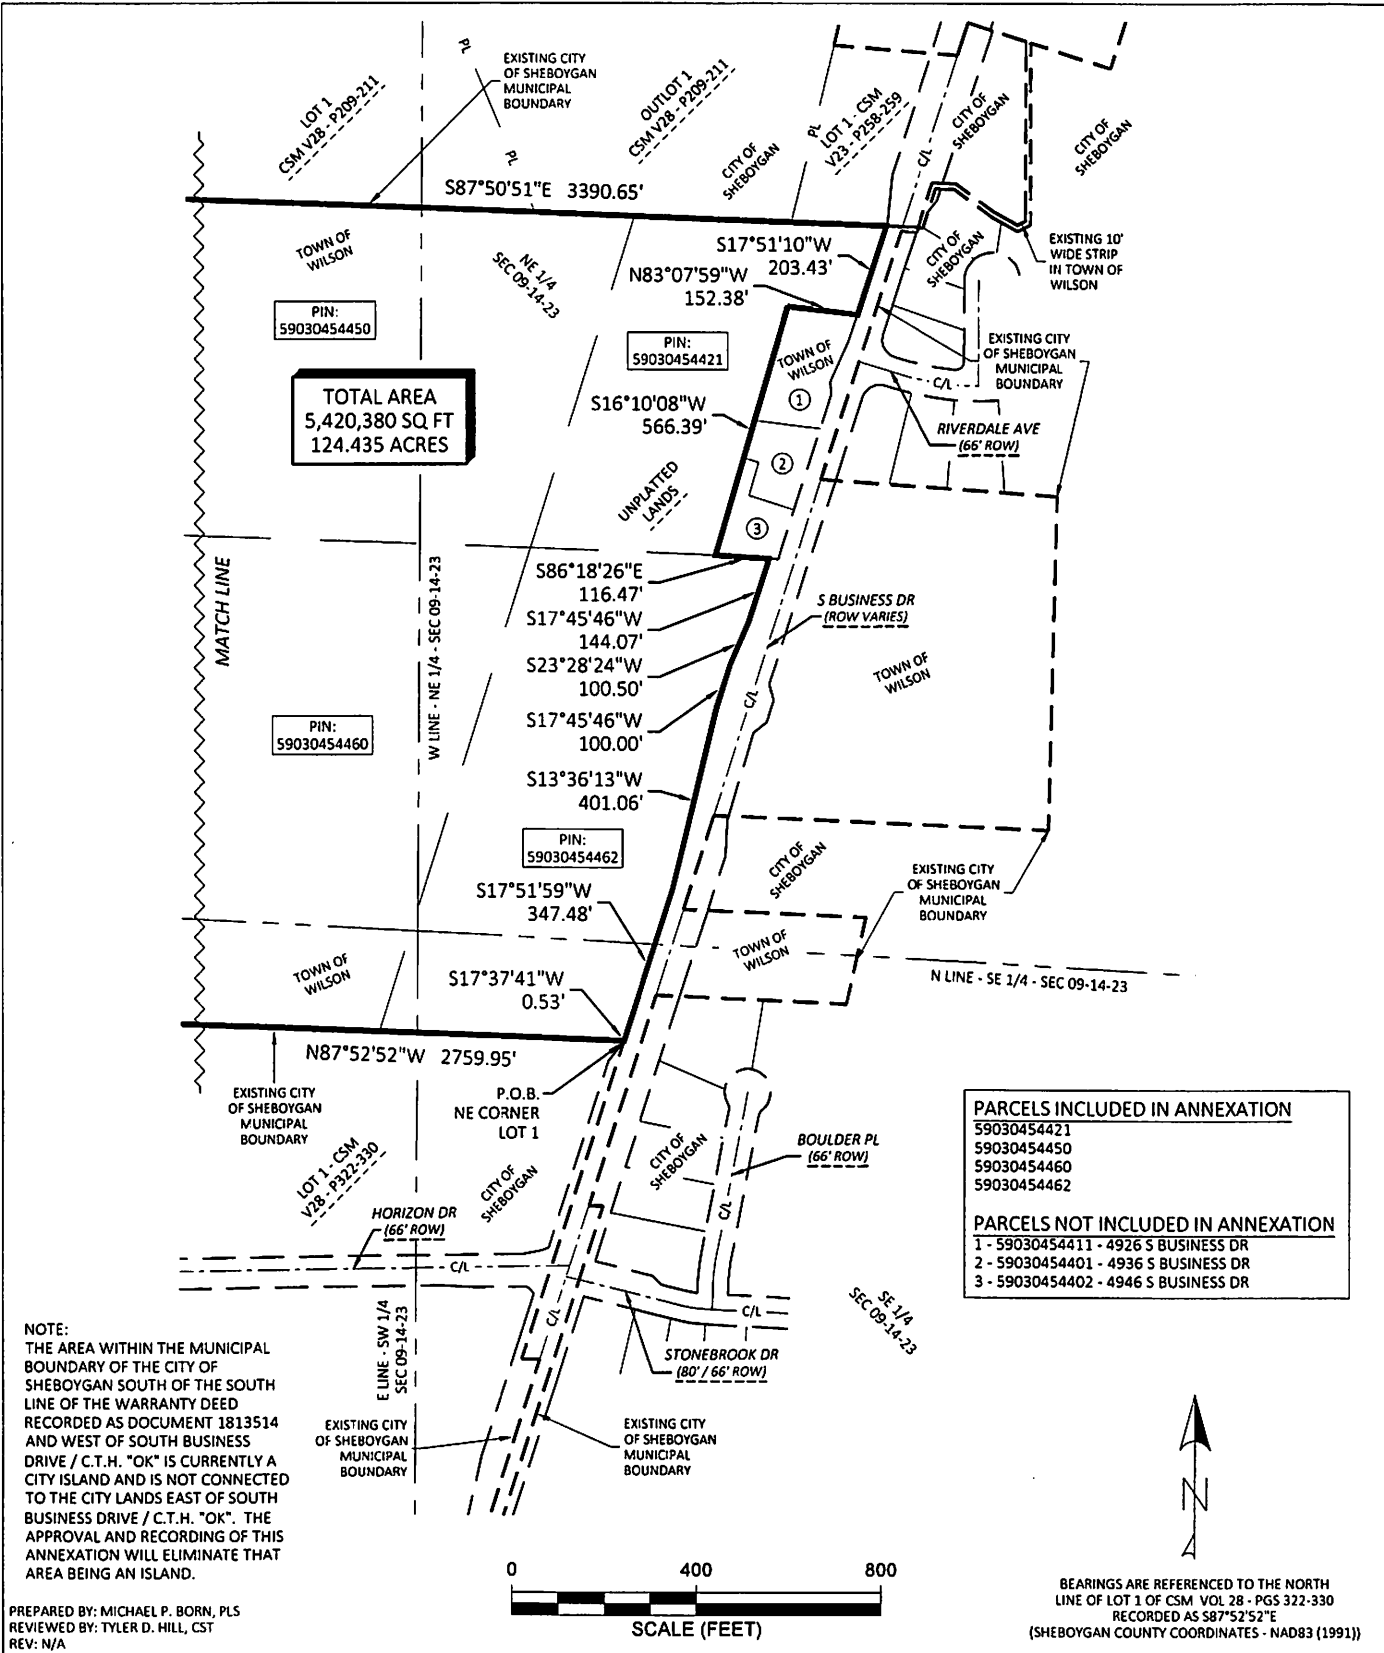 PL
EXISTING CITY
OF SHEBOYGAN
MUNICIPAL
BOUNDARY
LOT 1
CSM V28 - P209-211
PL
OUTLOT 1
CSM V28 - P209-211
CITY OF
SHEBOYGAN
PL
LOT 1 - CSM
V23 - P258-259
C/L
CITY OF
SHEBOYGAN
CITY OF
SHEBOYGAN
S87°50'51"E 3390.65'
TOWN OF
WILSON
NE 1/4
SEC 09-14-23
S17°51'10"W
203.43'
N83°07'59"W
152.38'
CITY OF
SHEBOYGAN
EXISTING 10'
WIDE STRIP
IN TOWN OF
WILSON
PIN:
59030454450
PIN:
59030454421
TOWN OF
WILSON
EXISTING CITY
OF SHEBOYGAN
MUNICIPAL
BOUNDARY
C/L
TOTAL AREA
5,420,380 SQ FT
124.435 ACRES
S16°10'08"W
566.39'
1
2
3
RIVERDALE AVE
(66' ROW)
UNPLATTED
LANDS
MATCH LINE
W LINE - NE 1/4 - SEC 09-14-23
S86°18'26"E
116.47'
S17°45'46"W
144.07'
S23°28'24"W
100.50'
S17°45'46"W
100.00'
S13°36'13"W
401.06'
S BUSINESS DR
(ROW VARIES)
C/L
TOWN OF
WILSON
PIN:
59030454460
PIN:
59030454462
CITY OF
SHEBOYGAN
EXISTING CITY
OF SHEBOYGAN
MUNICIPAL
BOUNDARY
S17°51'59"W
347.48'
TOWN OF
WILSON
N LINE - SE 1/4 - SEC 09-14-23
TOWN OF
WILSON
S17°37'41"W
0.53'
N87°52'52"W 2759.95'
EXISTING CITY
OF SHEBOYGAN
MUNICIPAL
BOUNDARY
P.O.B.
NE CORNER
LOT 1
LOT 1 - CSM
V28 - P322-330
CITY OF
SHEBOYGAN
CITY OF
SHEBOYGAN
BOULDER PL
(66' ROW)
C/L
HORIZON DR
(66' ROW)
C/L
C/L
C/L
STONEBROOK DR
(80' / 66' ROW)
SE 1/4
SEC 09-14-23
E LINE - SW 1/4
SEC 09-14-23
EXISTING CITY
OF SHEBOYGAN
MUNICIPAL
BOUNDARY
EXISTING CITY
OF SHEBOYGAN
MUNICIPAL
BOUNDARY
PARCELS INCLUDED IN ANNEXATION
59030454421
59030454450
59030454460
59030454462
PARCELS NOT INCLUDED IN ANNEXATION
1 - 59030454411 - 4926 S BUSINESS DR
2 - 59030454401 - 4936 S BUSINESS DR
3 - 59030454402 - 4946 S BUSINESS DR
NOTE:
THE AREA WITHIN THE MUNICIPAL
BOUNDARY OF THE CITY OF
SHEBOYGAN SOUTH OF THE SOUTH
LINE OF THE WARRANTY DEED
RECORDED AS DOCUMENT 1813514
AND WEST OF SOUTH BUSINESS
DRIVE / C.T.H. "OK" IS CURRENTLY A
CITY ISLAND AND IS NOT CONNECTED
TO THE CITY LANDS EAST OF SOUTH
BUSINESS DRIVE / C.T.H. "OK". THE
APPROVAL AND RECORDING OF THIS
ANNEXATION WILL ELIMINATE THAT
AREA BEING AN ISLAND.
PREPARED BY: MICHAEL P. BORN, PLS
REVIEWED BY: TYLER D. HILL, CST
REV: N/A
0 400 800
SCALE (FEET)
N
BEARINGS ARE REFERENCED TO THE NORTH
LINE OF LOT 1 OF CSM VOL 28 - PGS 322-330
RECORDED AS S87°52'52"E
(SHEBOYGAN COUNTY COORDINATES - NAD83 (1991))